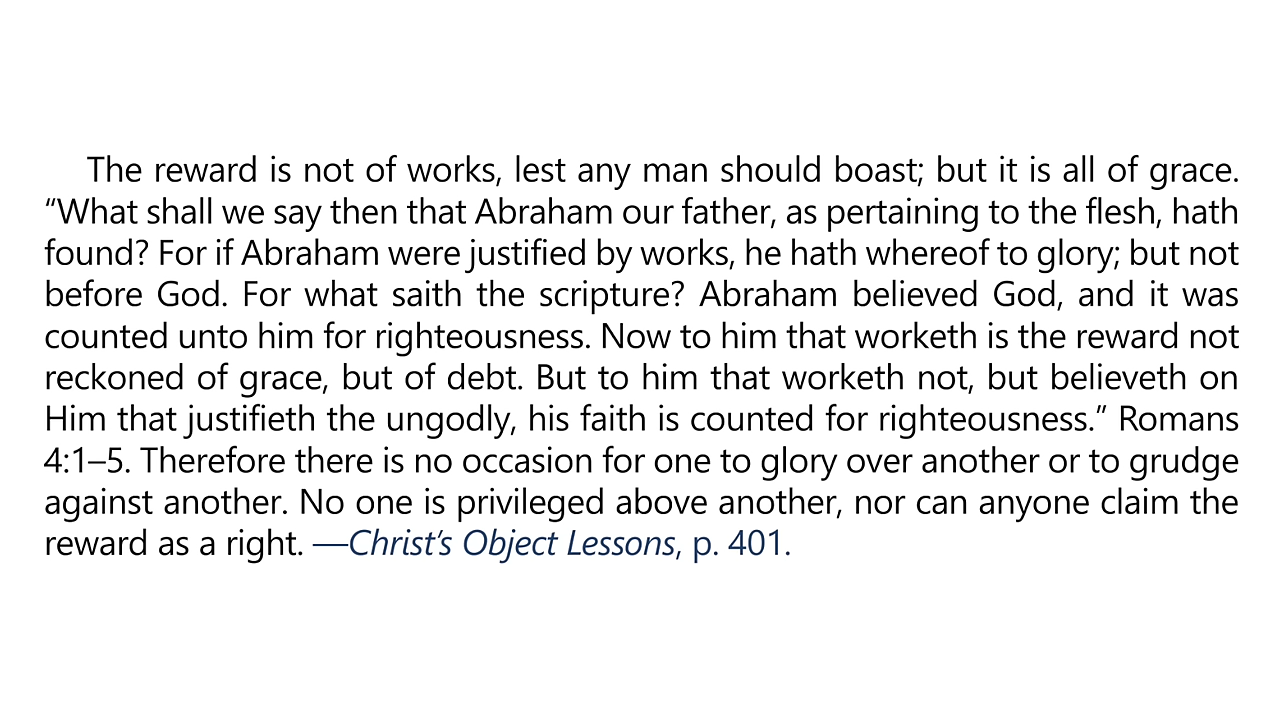 The reward is not of works, lest any man should boast; but it is all of grace.
“What shall we say then that Abraham our father, as pertaining to the flesh, hath
found? For if Abraham were justified by works, he hath whereof to glory; but not
before God. For what saith the scripture? Abraham believed God, and it was
counted unto him for righteousness. Now to him that worketh is the reward not
reckoned of grace, but of debt. But to him that worketh not, but believeth on
Him that justifieth the ungodly, his faith is counted for righteousness.” Romans
4:1–5. Therefore there is no occasion for one to glory over another or to grudge
against another. No one is privileged above another, nor can anyone claim the
reward as a right. —Christ’s Object Lessons, p. 401.